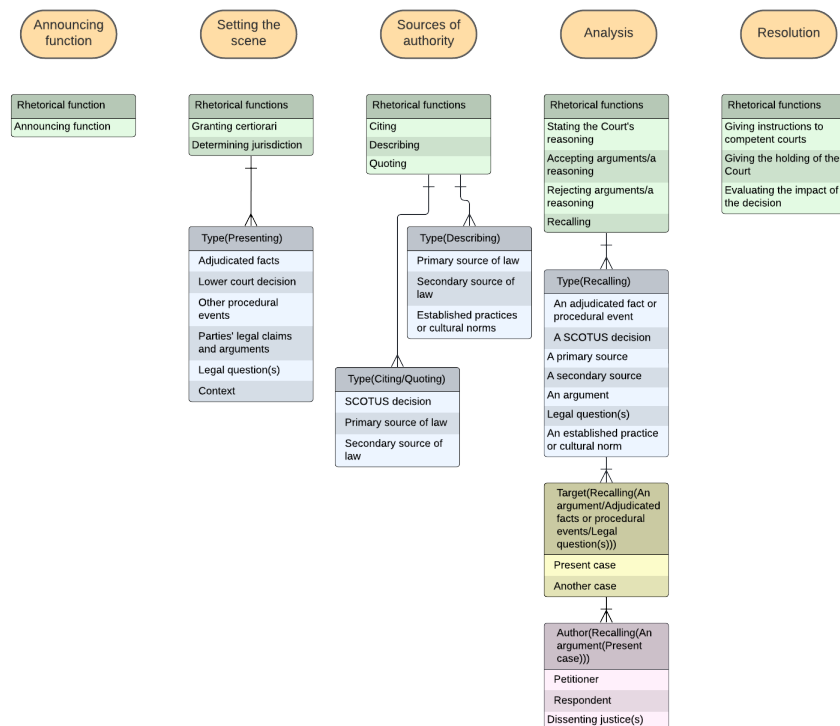 Announcing
function
Setting the
scene
Sources of
authority
Analysis
Resolution
Rhetorical function
Announcing function
Rhetorical functions
Granting certiorari
Determining jurisdiction
Type(Presenting)
Adjudicated facts
Lower court decision
Other procedural
events
Parties' legal claims
and arguments
Legal question(s)
Context
Rhetorical functions
Citing
Describing
Quoting
Type(Describing)
Primary source of law
Secondary source of
law
Established practices
or cultural norms
Type(Citing/Quoting)
SCOTUS decision
Primary source of law
Secondary source of
law
Rhetorical functions
Stating the Court's
reasoning
Accepting arguments/a
reasoning
Rejecting arguments/a
reasoning
Recalling
Type(Recalling)
An adjudicated fact or
procedural event
A SCOTUS decision
A primary source
A secondary source
An argument
Legal question(s)
An established practice
or cultural norm
Target(Recalling(An
argument/Adjudicated
facts or procedural
events/Legal
question(s)))
Present case
Another case
Author(Recalling(An
argument(Present
case)))
Petitioner
Respondent
Dissenting justice(s)
Rhetorical functions
Giving instructions to
competent courts
Giving the holding of the
Court
Evaluating the impact of
the decision